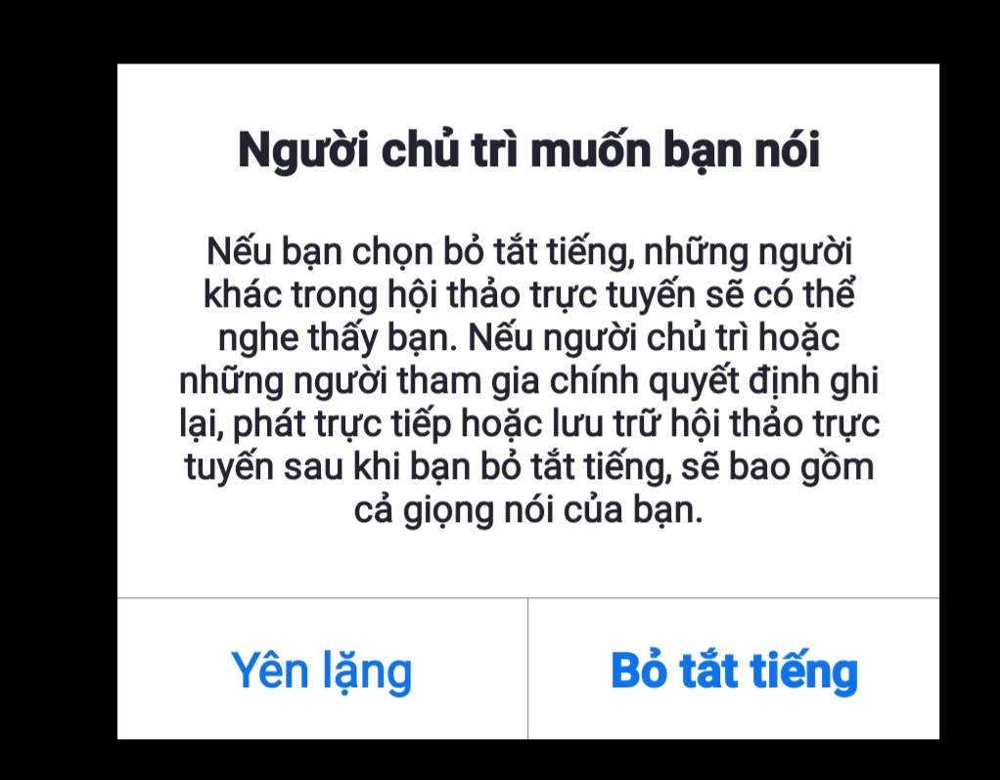 Người chủ trì muốn bạn nói
Nếu bạn chọn bỏ tắt tiếng, những người
khác trong hội thảo trực tuyến sẽ có thể
nghe thấy bạn. Nếu người chủ trì hoặc
những người tham gia chính quyết định ghi
lại, phát trực tiếp hoặc lưu trữ hội thảo trực
tuyến sau khi bạn bỏ tắt tiếng, sẽ bao gồm
cả giọng nói của bạn.
Yên lặng
Bỏ tắt tiếng